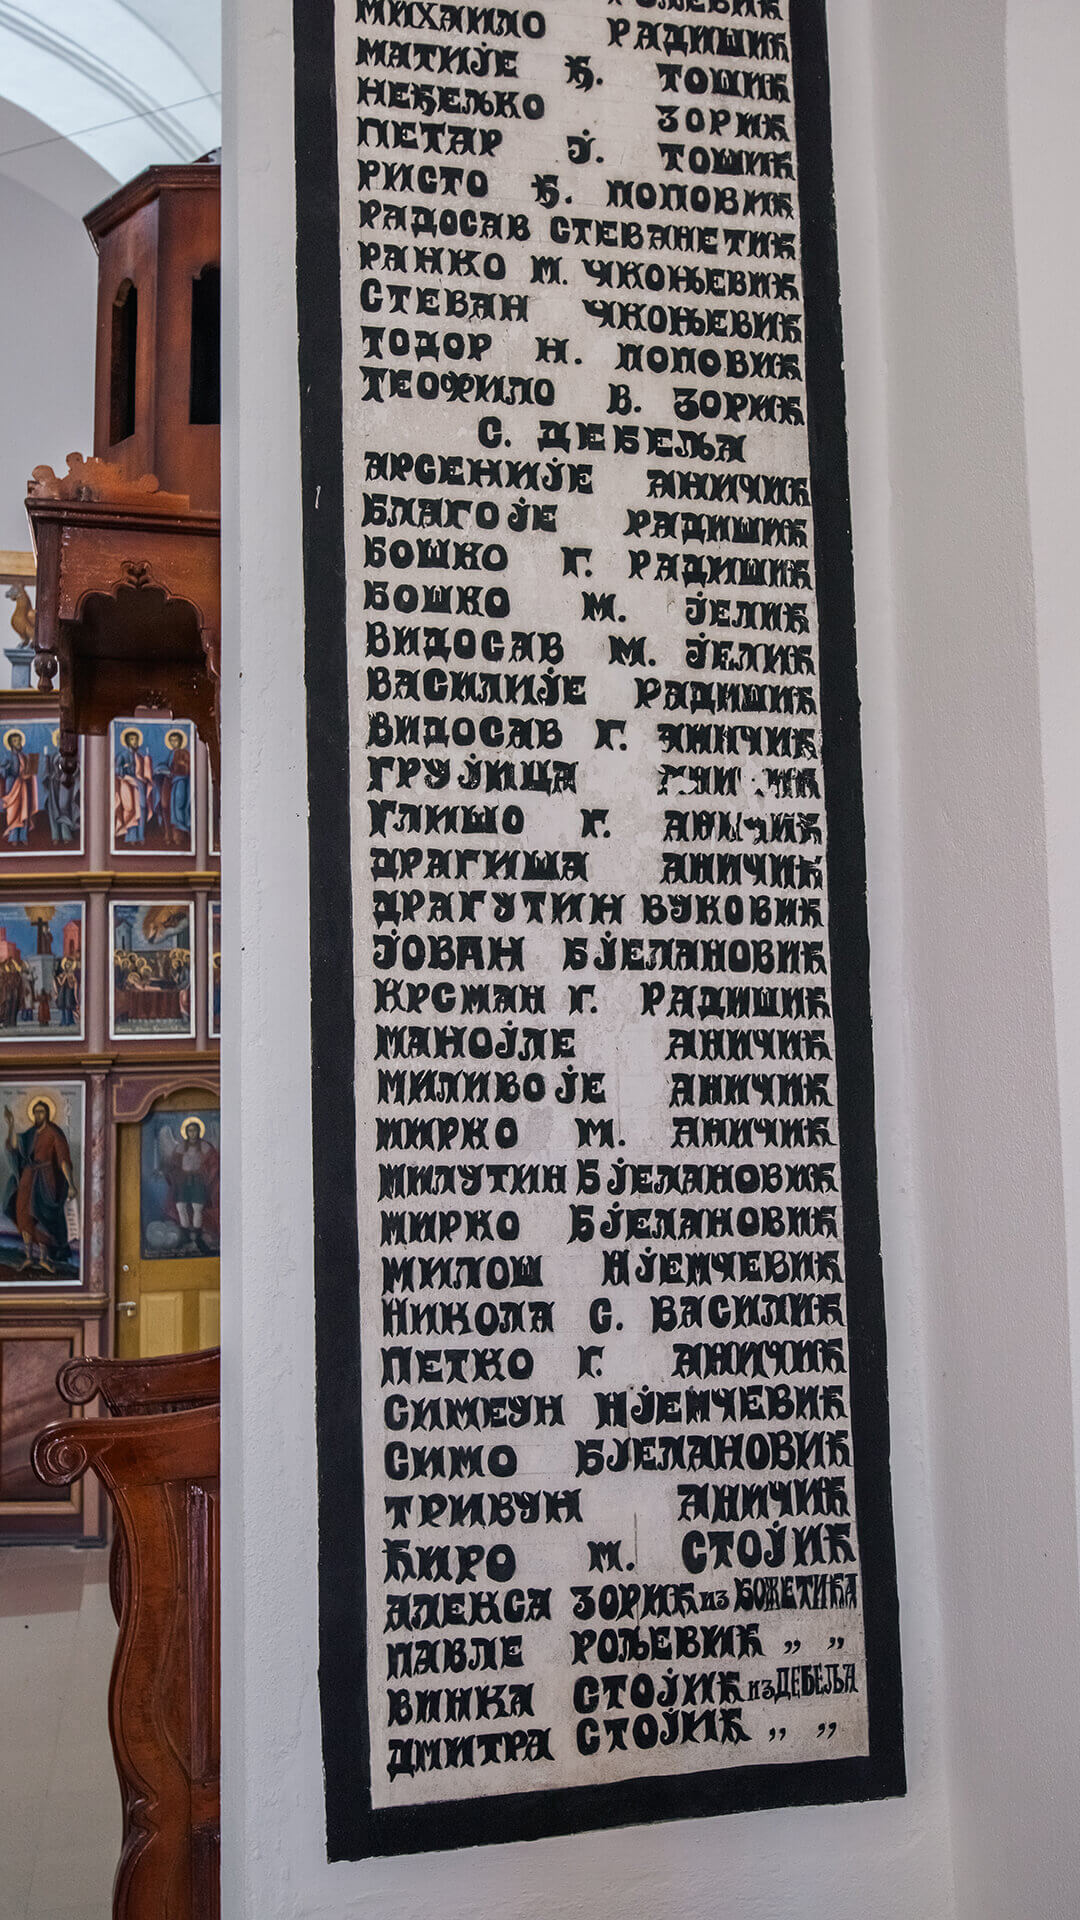 МИХАИЛО РАДИШИЋ
МАТИЈЕ Ђ. ТОШИЋ
НЕЂЕЉКО ЗОРИЋ
ПЕТАР Ј. ТОШИЋ
РИСТО Ђ. ПОПОВИЋ
РАДОСАВ СТЕВАНЕТИЋ
РАНКО М. ЧКОЊЕВИЋ
СТЕВАН ЧКОЊЕВИЋ
ТОДОР Н. ПОПОВИЋ
ТЕОФИЛО В. ЗОРИЋ
С. ДЕБЕЉА
АРСЕНИЈЕ АНИЧИЋ
БЛАГОЈЕ РАДИШИЋ
БОШКО Г. РАДИШИЋ
БОШКО М. ЈЕЛИЋ
ВИДОСАВ М. ЈЕЛИЋ
ВАСИЛИЈЕ РАДИШИЋ
ВИДОСАВ Г. АНИЧИЋ
ГРУЈИЦА
ГЛИШО Г. АНИЧИЋ
ДРАГИША АНИЧИЋ
ДРАГУТИН ВУКОВИЋ
ЈОВАН БЈЕЛАНОВИЋ
КРСМАН Г. РАДИШИЋ
МАНОЈЛЕ АНИЧИЋ
МИЛИВОЈЕ АНИЧИЋ
МИРКО М. АНИЧИЋ
МИЛУТИН БЈЕЛАНОВИЋ
МИРКО БЈЕЛАНОВИЋ
МИЛОШ НЈЕМЧЕВИЋ
НИКОЛА С. ВАСИЛИЋ
ПЕТКО Г. АНИЧИЋ
СИМЕУН НЈЕМЧЕВИЋ
СИМО БЈЕЛАНОВИЋ
ТРИВУН АНИЧИЋ
ЋИРО М. СТОЈИЋ
АЛЕКСА ЗОРИЋ ИЗ БОЖЕТИЋА
ПАВЛЕ РОЉЕВИЋ „ „
ВИНКА СТОЈИЋ ИЗ ДЕБЕЉА
ДМИТРА СТОЈИЋ „ „